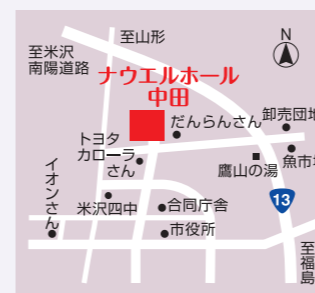 至山形
N
至米沢
南陽道路
ナウエルホール
中田
だんらんさん
卸売団地
トヨタ
カローラ
さん
鷹山の湯
魚市場
イオンさん
米沢四中
合同庁舎
市役所
13
至福島